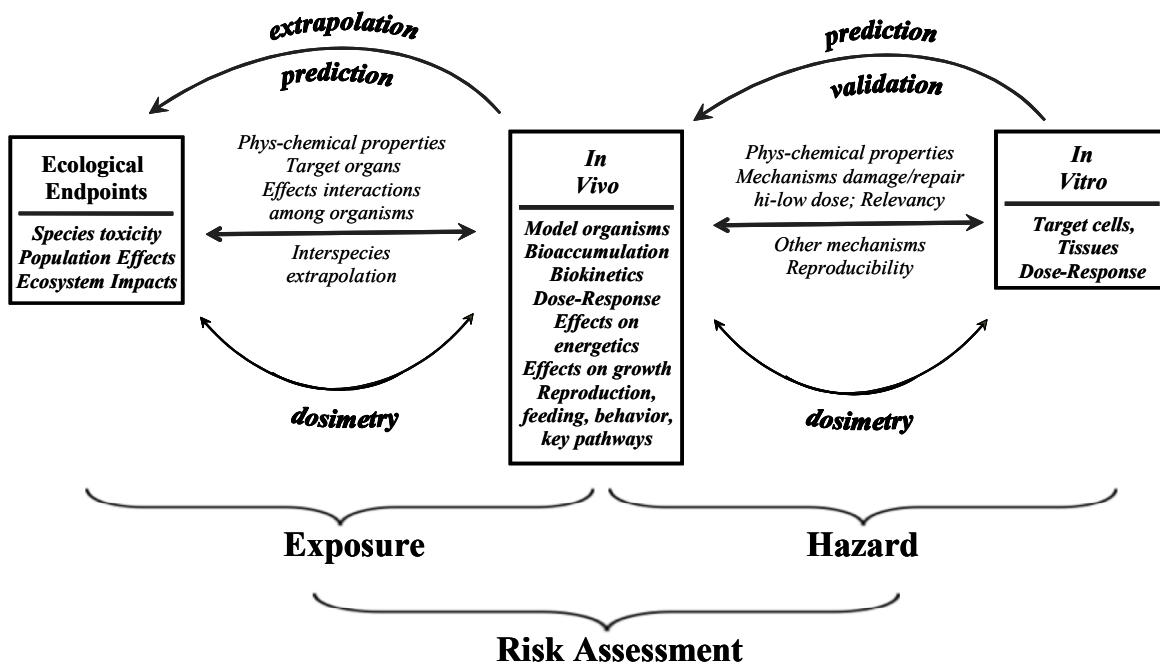 extrapolation
prediction
prediction
validation
Ecological
Endpoints
Species toxicity
Population Effects
Ecosystem Impacts
Phys-chemical properties
Target organs
Effects interactions
among organisms
Interspecies
extrapolation
In
Vivo
Model organisms
Bioaccumulation
Biokinetics
Dose-Response
Effects on
energetics
Effects on growth
Reproduction,
feeding, behavior,
key pathways
Phys-chemical properties
Mechanisms damage/repair
hi-low dose; Relevancy
Other mechanisms
Reproducibility
In
Vitro
Target cells,
Tissues
Dose-Response
dosimetry
dosimetry
Exposure
Hazard
Risk Assessment